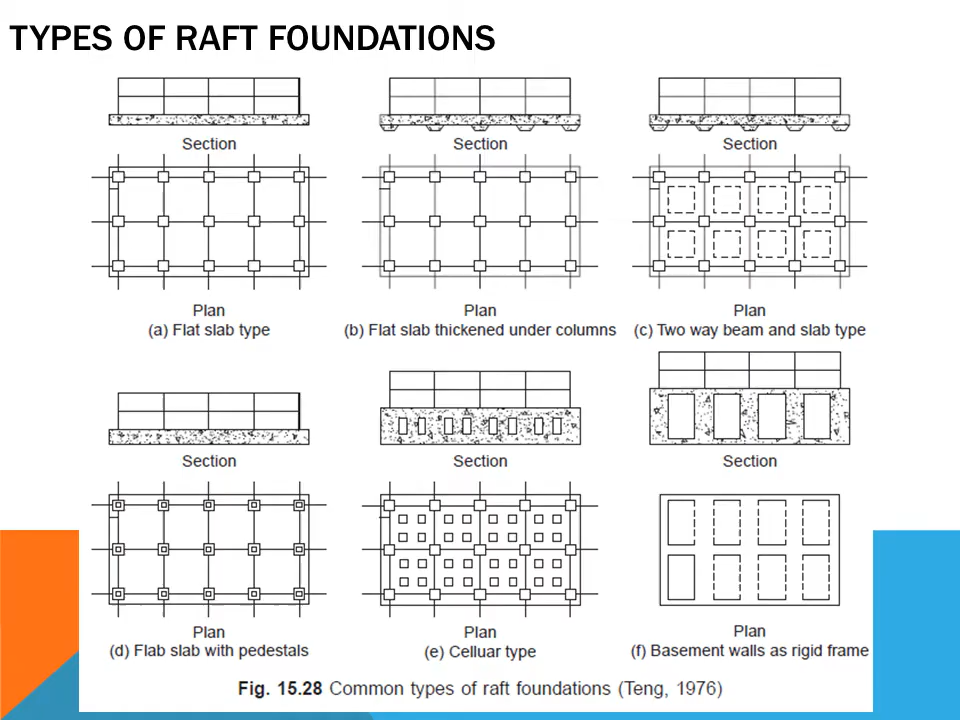 TYPES OF RAFT FOUNDATIONS
Section
Section
Section
Plan
(a) Flat slab type
Plan
(b) Flat slab thickened under columns
Plan
(c) Two way beam and slab type
Section
Section
Section
Plan
(d) Flab slab with pedestals
Plan
(e) Celluar type
Plan
(f) Basement walls as rigid frame
Fig. 15.28 Common types of raft foundations (Teng, 1976)